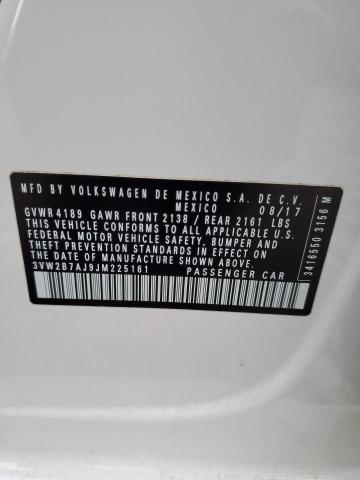 MFD BY VOLKSWAGEN DE MEXICO S.A. DE C.V.
MEXICO 08/17
GVWR 4189 GAWR FRONT 2138 / REAR 2161 LBS
THIS VEHICLE CONFORMS TO ALL APPLICABLE
FEDERAL MOTOR VEHICLE SAFETY, BUMPER AND
THEFT PREVENTION STANDARDS IN EFFECT ON
THE DATE OF MANUFACTURE SHOWN ABOVE.
3VW2B7AJ9JM225161 PASSENGER CAR
3416550 3156 M